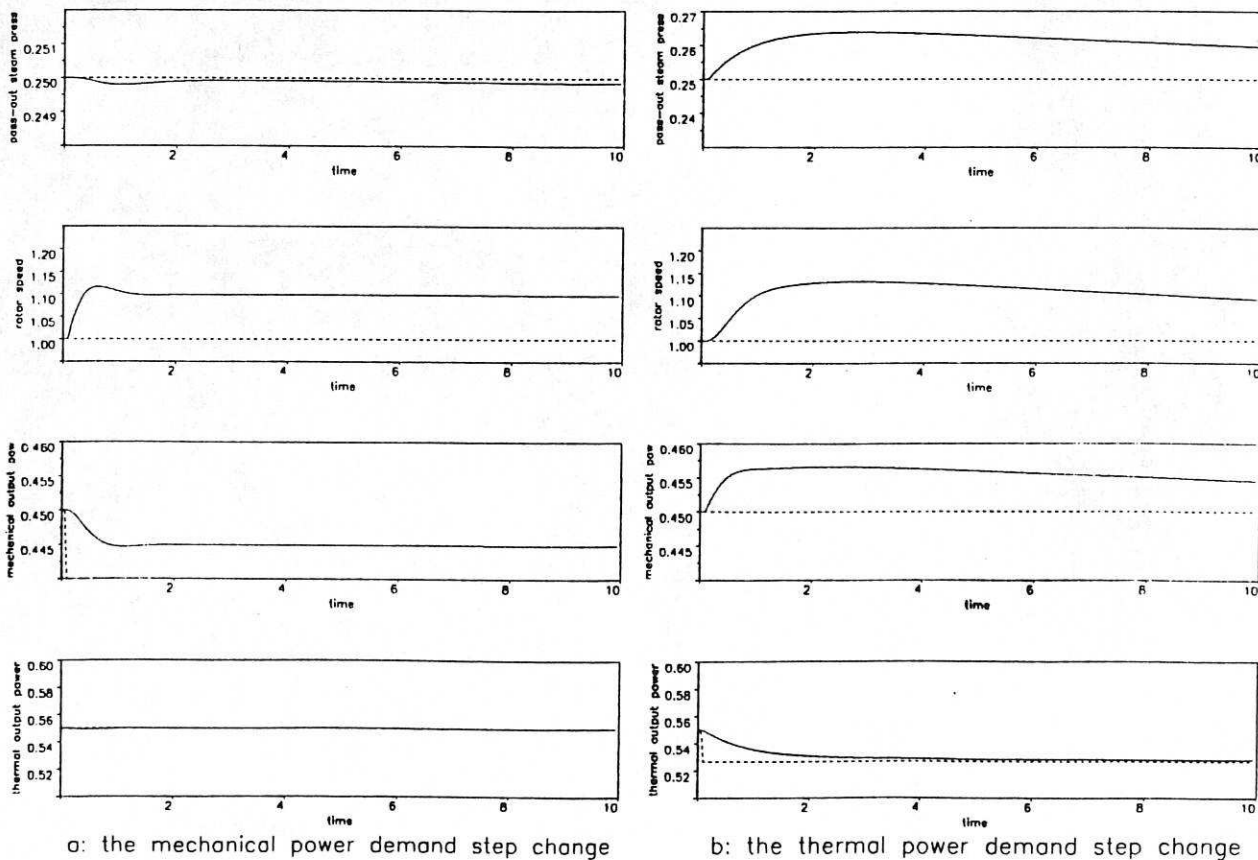 pass-out steam press
0.251
0.250
0.249
2 4 6 8 10
time
rotor speed
1.20
1.15
1.10
1.05
1.00
2 4 6 8 10
time
mechanical output pow
0.460
0.455
0.450
0.445
2 4 6 8 10
time
thermal output power
0.60
0.58
0.56
0.54
0.52
2 4 6 8 10
time
a: the mechanical power demand step change
pass-out steam press
0.27
0.26
0.25
0.24
2 4 6 8 10
time
rotor speed
1.20
1.15
1.10
1.05
1.00
2 4 6 8 10
time
mechanical output pow
0.460
0.455
0.450
0.445
2 4 6 8 10
time
thermal output power
0.60
0.58
0.56
0.54
0.52
2 4 6 8 10
time
b: the thermal power demand step change